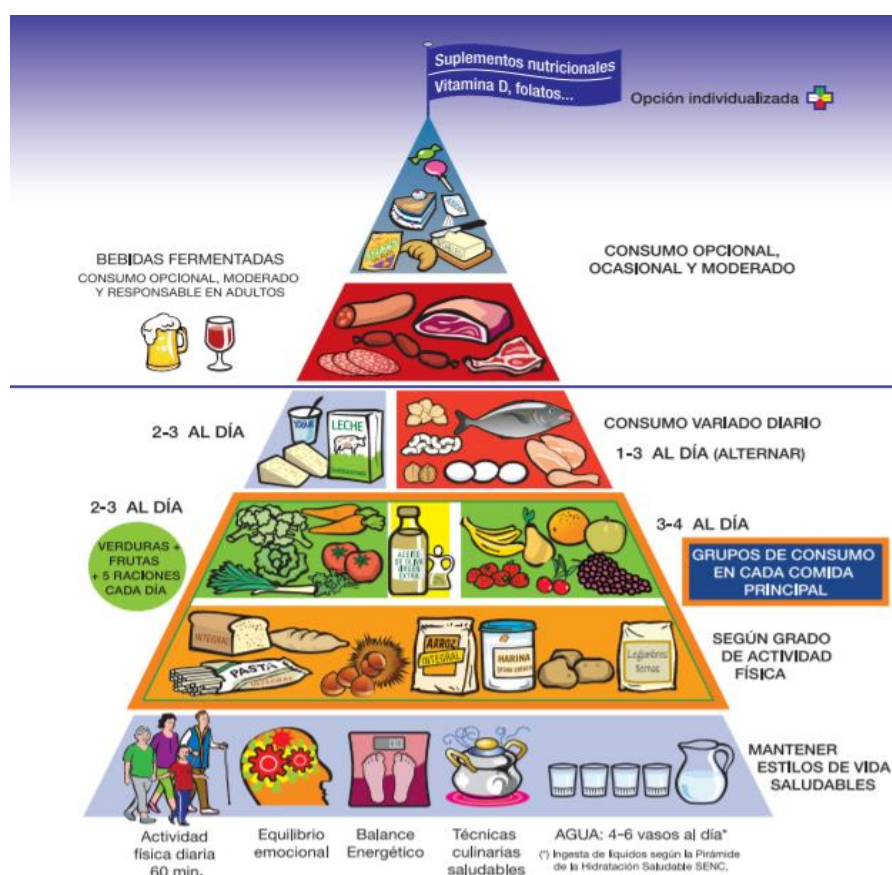 Suplementos nutricionales
Vitamina D, folatos...
Opción individualizada
BEBIDAS FERMENTADAS
CONSUMO OPCIONAL, MODERADO
Y RESPONSABLE EN ADULTOS
CONSUMO OPCIONAL,
OCASIONAL Y MODERADO
2-3 AL DÍA
YOGUR
LECHE
CONSUMO VARIADO DIARIO
1-3 AL DÍA (ALTERNAR)
2-3 AL DÍA
VERDURAS +
FRUTAS
+ 5 RACIONES
CADA DÍA
ACEITE
DE OLIVA
VIRGEN
EXTRA
3-4 AL DÍA
GRUPOS DE CONSUMO
EN CADA COMIDA
PRINCIPAL
INTEGRAL
PASTA
INTEGRAL
ARROZ
INTEGRAL
HARINA
Legumbres
tiernas
SEGÚN GRADO
DE ACTIVIDAD
FÍSICA
MANTENER
ESTILOS DE VIDA
SALUDABLES
Actividad
física diaria
60 min.
Equilibrio
emocional
Balance
Energético
Técnicas
culinarias
saludables
AGUA: 4-6 vasos al día*
(*) Ingesta de líquidos según la Pirámide
de la Hidratación Saludable SENC,